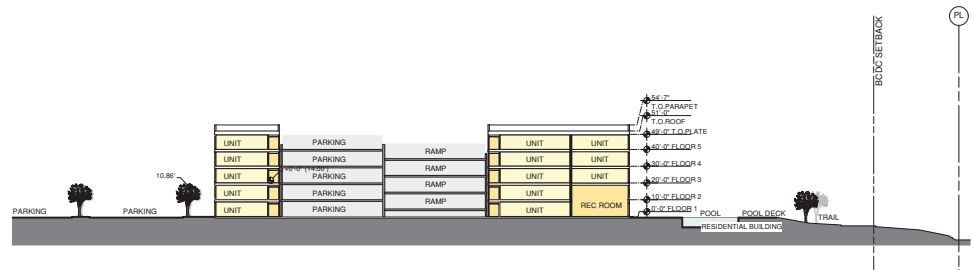 PL
BCDC SETBACK
54'-7"
T.O.PARAPET
51'-0"
T.O.ROOF
49'-0" T.O.PLATE
40'-0" FLOOR 5
30'-0" FLOOR 4
20'-0" FLOOR 3
10'-0" FLOOR 2
0'-0" FLOOR 1
UNIT PARKING UNIT UNIT
RAMP
UNIT PARKING UNIT UNIT
RAMP
10.86'
UNIT PARKING UNIT UNIT
RAMP
UNIT PARKING UNIT
RAMP
REC ROOM
UNIT PARKING UNIT
PARKING PARKING
POOL POOL DECK
TRAIL
RESIDENTIAL BUILDING